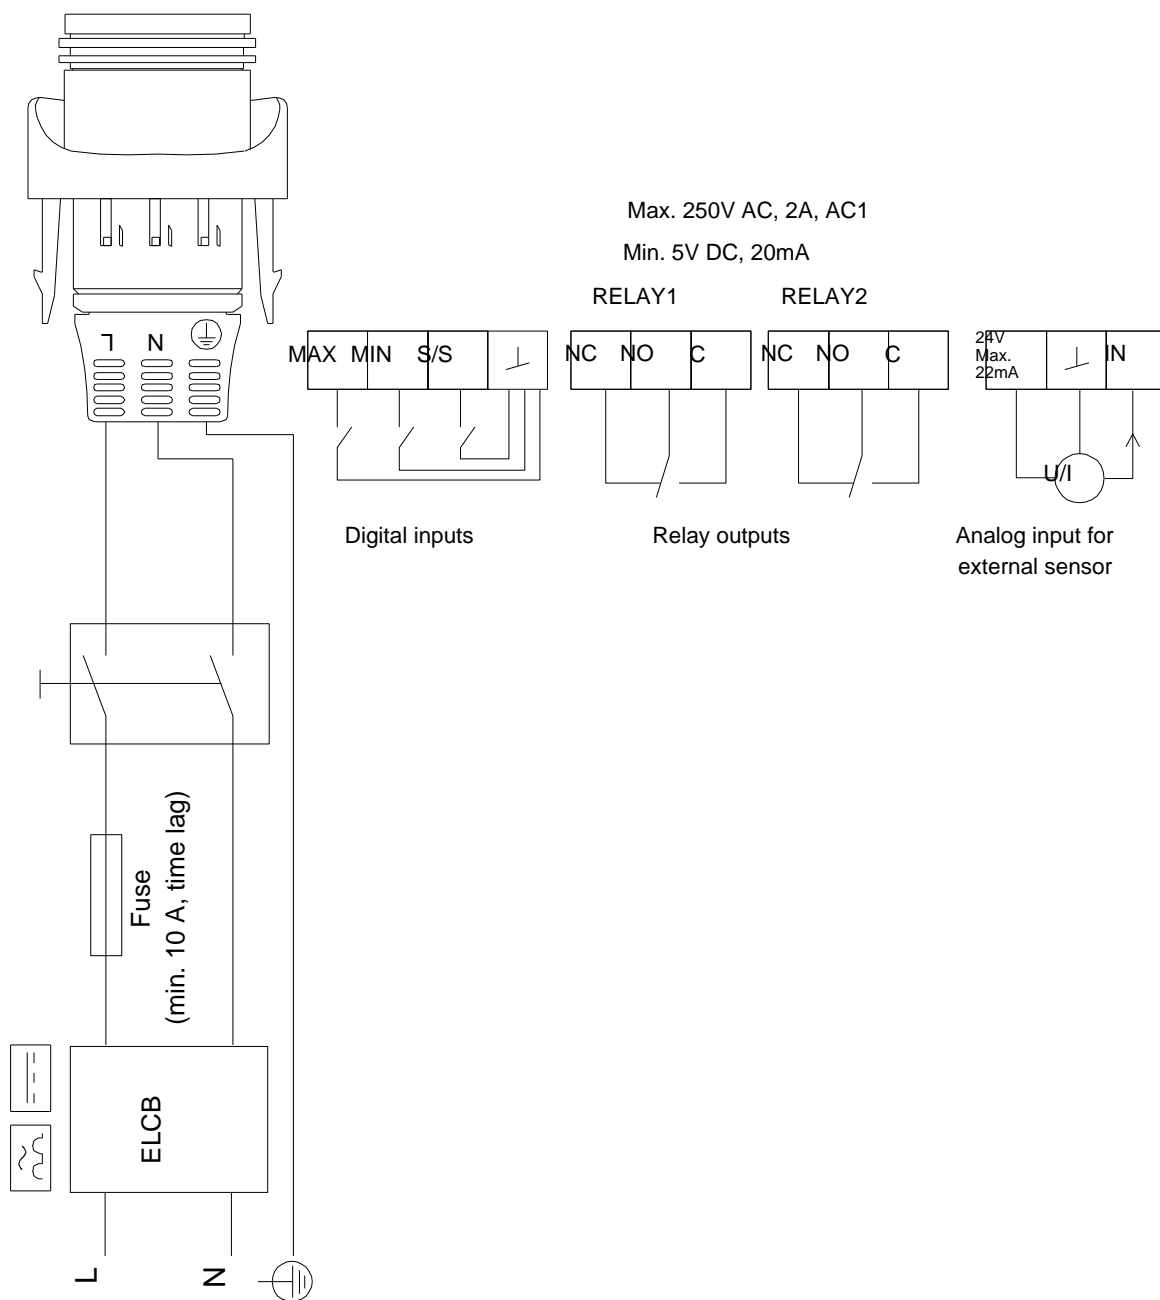 Max. 250V AC, 2A, AC1
Min. 5V DC, 20mA
RELAY1 RELAY2
L N
MAX MIN S/S
NC NO C
NC NO C
24V
Max.
22mA
IN
U/I
Digital inputs
Relay outputs
Analog input for
external sensor
Fuse
(min. 10 A, time lag)
ELCB
L N